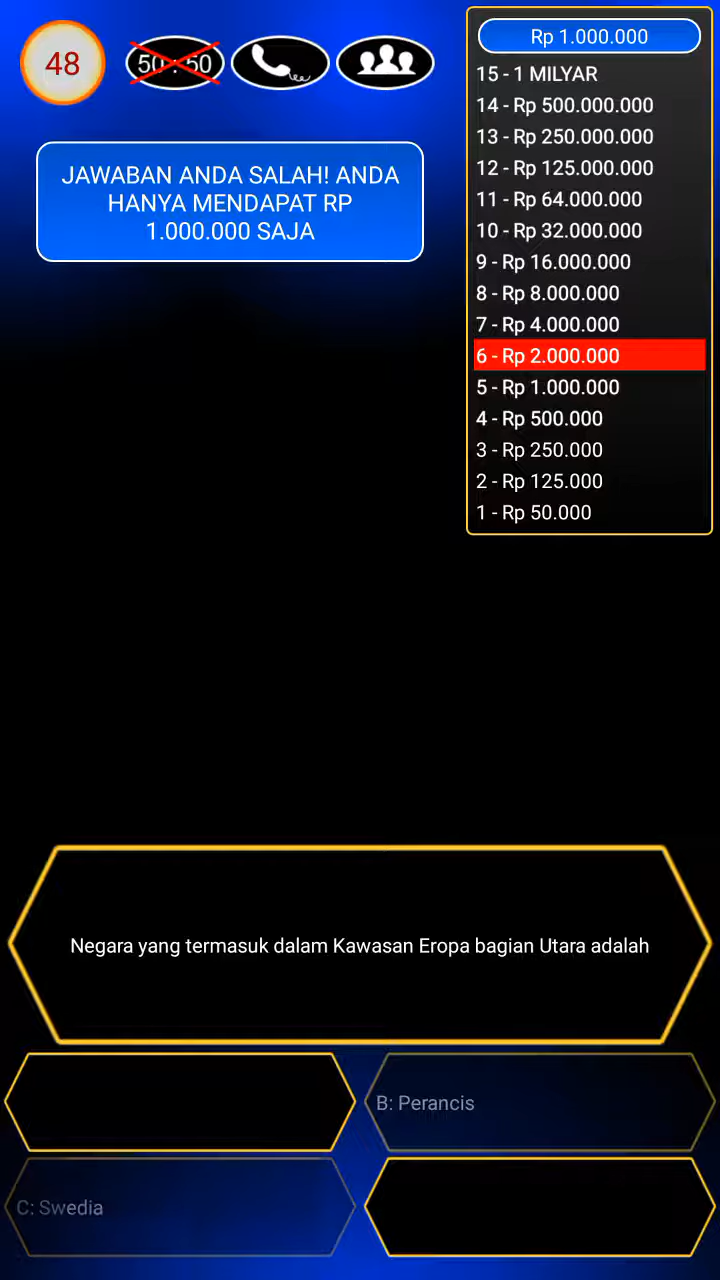 48
50 : 50
JAWABAN ANDA SALAH! ANDA
HANYA MENDAPAT RP
1.000.000 SAJA
Rp 1.000.000
15 - 1 MILYAR
14 - Rp 500.000.000
13 - Rp 250.000.000
12 - Rp 125.000.000
11 - Rp 64.000.000
10 - Rp 32.000.000
9 - Rp 16.000.000
8 - Rp 8.000.000
7 - Rp 4.000.000
6 - Rp 2.000.000
5 - Rp 1.000.000
4 - Rp 500.000
3 - Rp 250.000
2 - Rp 125.000
1 - Rp 50.000
Negara yang termasuk dalam Kawasan Eropa bagian Utara adalah
B: Perancis
C: Swedia